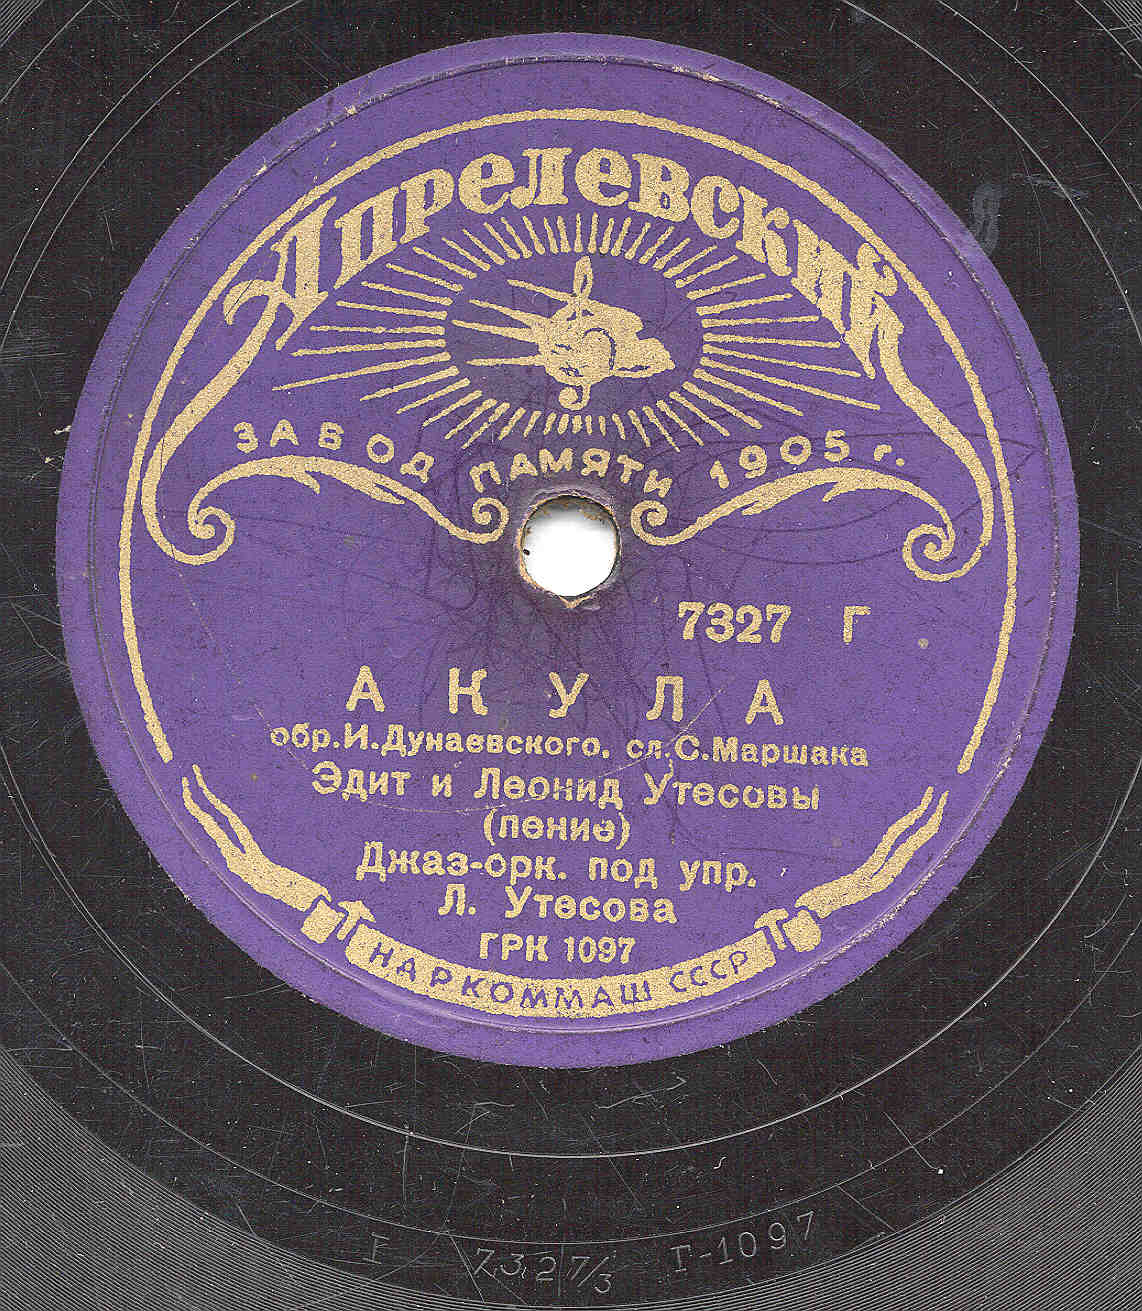 Апрелевский
ЗАВОД ПАМЯТИ 1905 г.
7327 Г
АКУЛА
обр.И.Дунаевского, сл.С.Маршака
Эдит и Леонид Утесовы
(пение)
Джаз-орк. под упр.
Л. Утесова
ГРК 1097
НАРКОММАШ СССР
I 7327/3 Г-1097